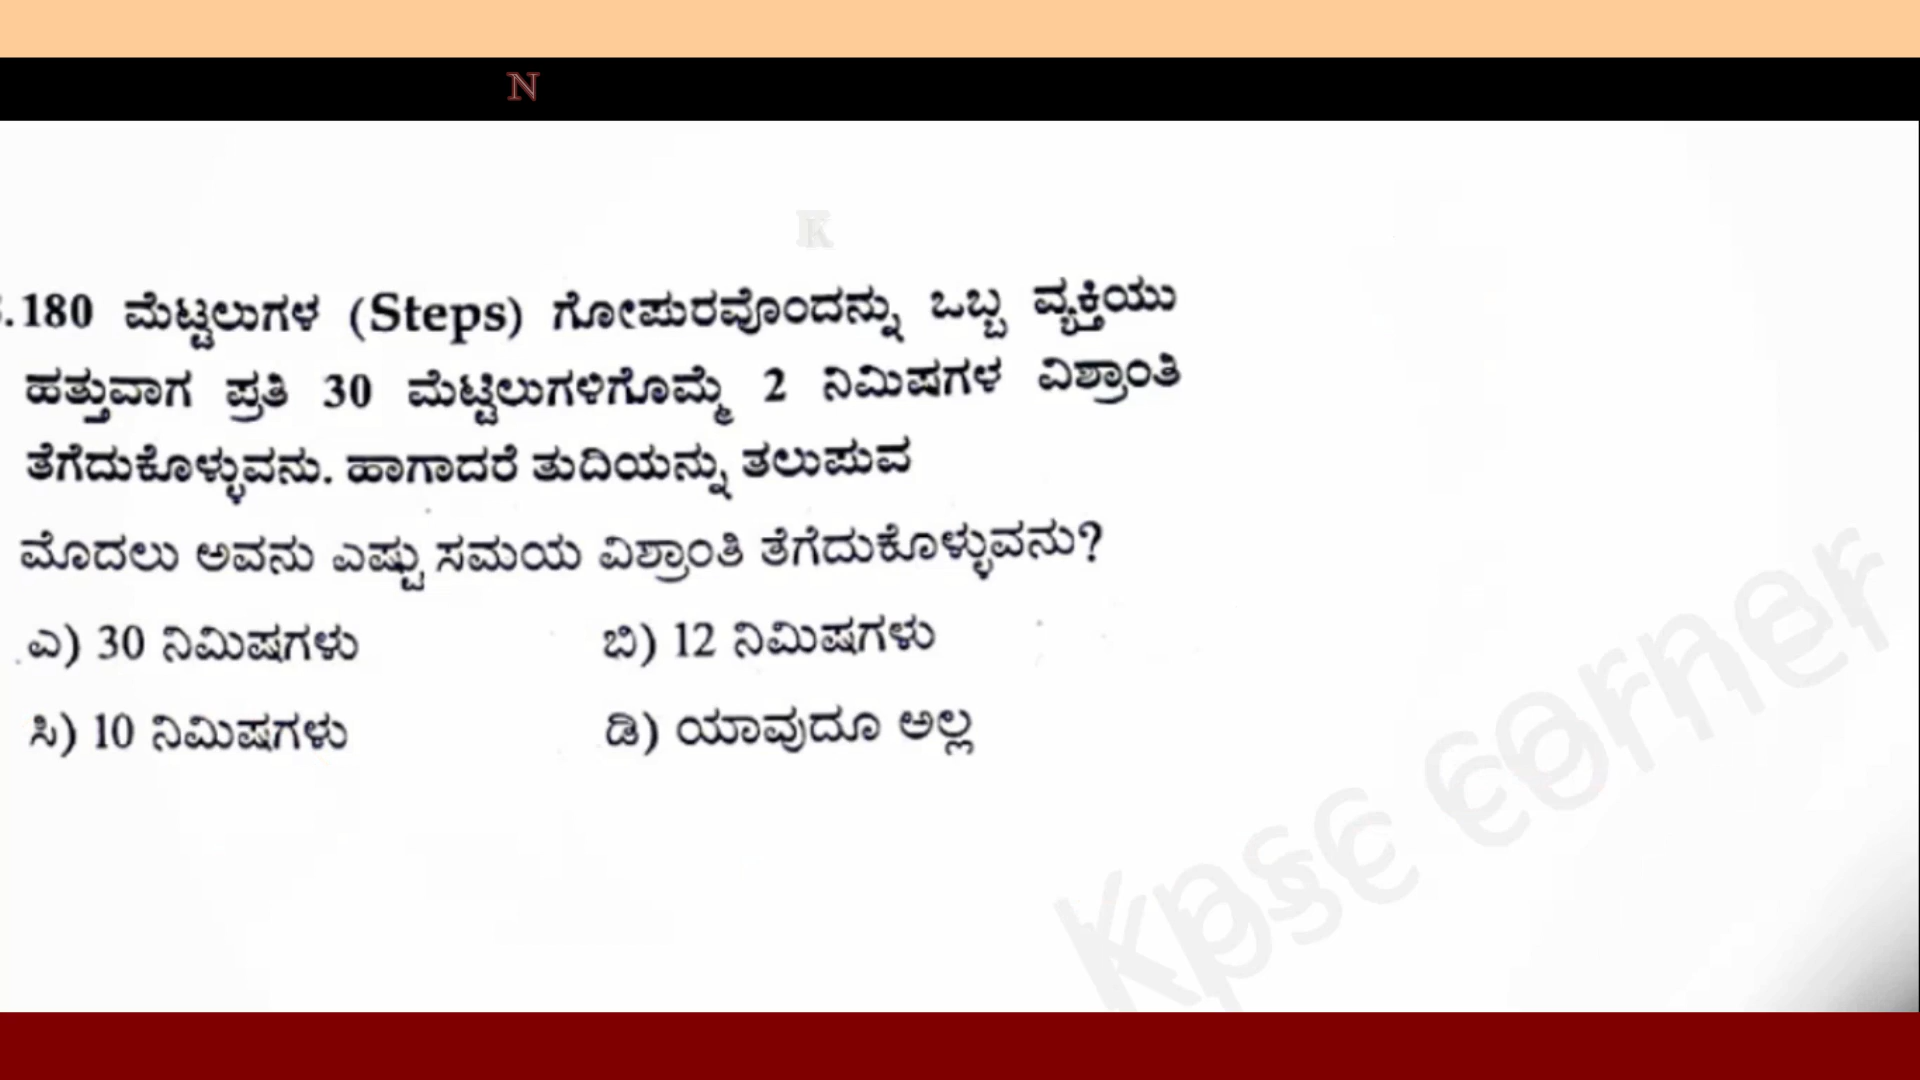 N
K
.180 ಮೆಟ್ಟಲುಗಳ (Steps) ಗೋಪುರವೊಂದನ್ನು ಒಬ್ಬ ವ್ಯಕ್ತಿಯು
ಹತ್ತುವಾಗ ಪ್ರತಿ 30 ಮೆಟ್ಟಿಲುಗಳಿಗೊಮ್ಮೆ 2 ನಿಮಿಷಗಳ ವಿಶ್ರಾಂತಿ
ತೆಗೆದುಕೊಳ್ಳುವನು. ಹಾಗಾದರೆ ತುದಿಯನ್ನು ತಲುಪುವ
ಮೊದಲು ಅವನು ಎಷ್ಟು ಸಮಯ ವಿಶ್ರಾಂತಿ ತೆಗೆದುಕೊಳ್ಳುವನು?
ಎ) 30 ನಿಮಿಷಗಳು ಬಿ) 12 ನಿಮಿಷಗಳು
ಸಿ) 10 ನಿಮಿಷಗಳು ಡಿ) ಯಾವುದೂ ಅಲ್ಲ
Kpsc corner